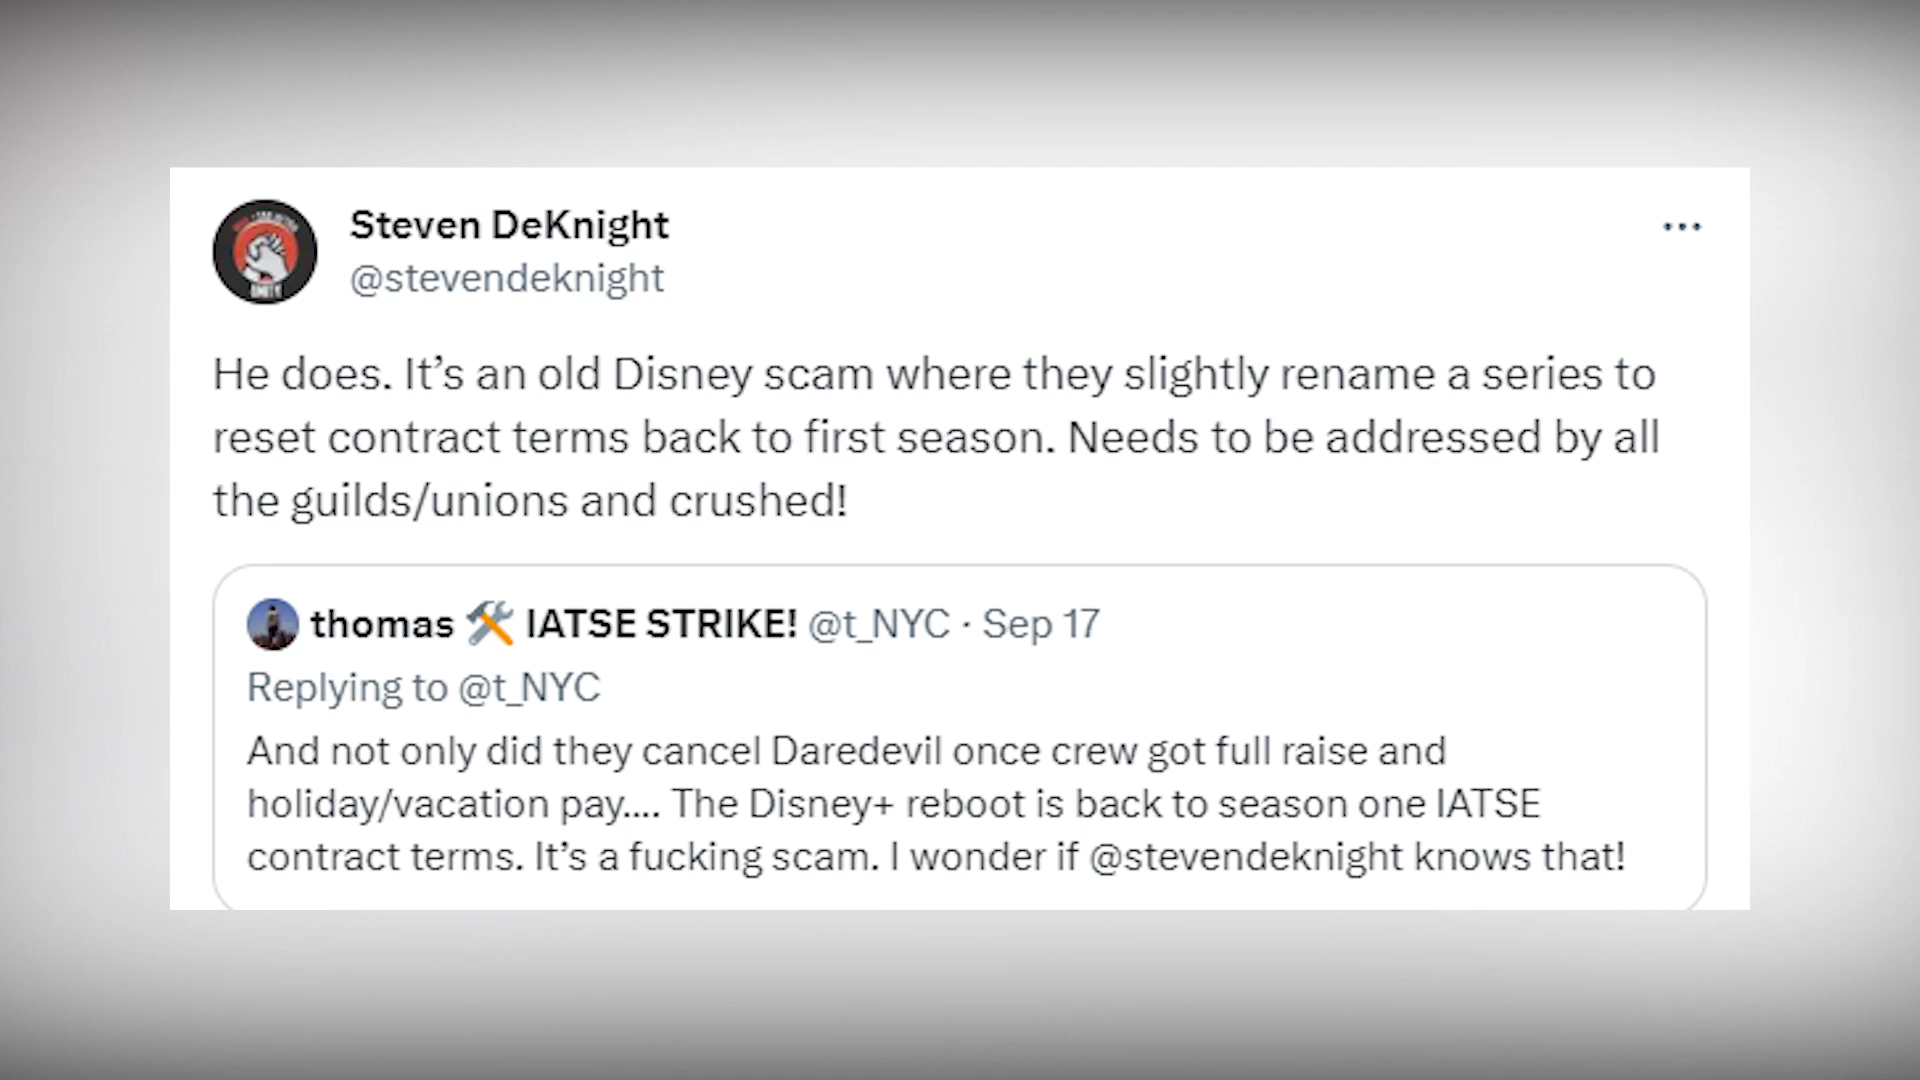 Steven DeKnight
@stevendeknight
He does. It’s an old Disney scam where they slightly rename a series to
reset contract terms back to first season. Needs to be addressed by all
the guilds/unions and crushed!
thomas 🛠️ IATSE STRIKE! @t_NYC · Sep 17
Replying to @t_NYC
And not only did they cancel Daredevil once crew got full raise and
holiday/vacation pay.... The Disney+ reboot is back to season one IATSE
contract terms. It’s a fucking scam. I wonder if @stevendeknight knows that!